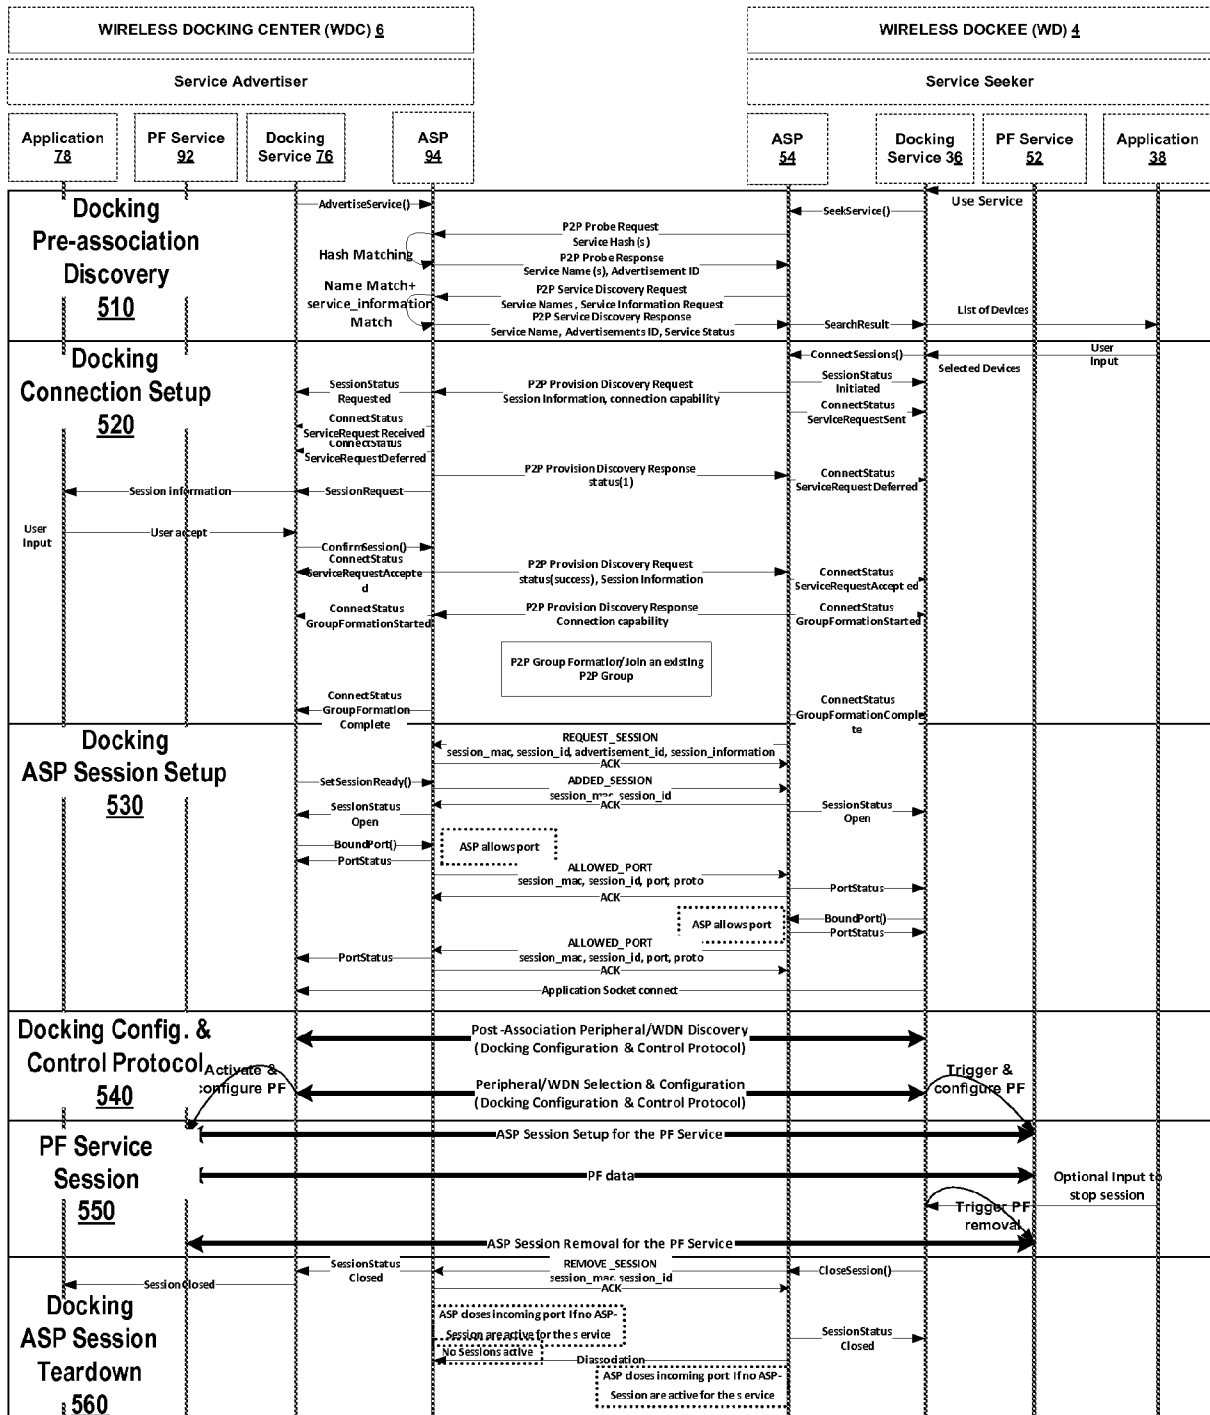 WIRELESS DOCKING CENTER (WDC) 6
WIRELESS DOCKEE (WD) 4
Service Advertiser
Service Seeker
Application
78
PF Service
92
Docking
Service 76
ASP
94
ASP
54
Docking
Service 36
PF Service
52
Application
38
Docking
Pre-association
Discovery
510
AdvertiseService()
Use Service
SeekService()
P2P Probe Request
Service Hash(s)
Hash Matching
P2P Probe Response
Service Name (s), Advertisement ID
Name Match+
service_information
Match
P2P Service Discovery Request
Service Names , Service Information Request
P2P Service Discovery Response
Service Name, Advertisements ID, Service Status
SearchResult
List of Devices
Docking
Connection Setup
520
ConnectSessions()
User
Input
Selected Devices
SessionStatus
Initiated
SessionStatus
Requested
P2P Provision Discovery Request
Session Information, connection capability
ConnectStatus
ServiceRequestSent
ConnectStatus
ServiceRequest Received
ConnectStatus
ServiceRequestDeferred
P2P Provision Discovery Response
status(1)
ConnectStatus
ServiceRequest Deferred
Session information
SessionRequest
User
Input
User accept
ConfirmSession()
ConnectStatus
ServiceRequestAccepte
d
P2P Provision Discovery Request
status(success), Session Information
ConnectStatus
ServiceRequestAccept ed
ConnectStatus
GroupFormationStarted
P2P Provision Discovery Response
Connection capability
ConnectStatus
GroupFormationStarted
P2P Group Formation/Join an existing
P2P Group
ConnectStatus
GroupFormation
Complete
ConnectStatus
GroupFormationComple
te
Docking
ASP Session Setup
530
REQUEST_SESSION
session_mac, session_id, advertisement_id, session_information
ACK
SetSessionReady()
ADDED_SESSION
session_mac, session_id
ACK
SessionStatus
Open
SessionStatus
Open
BoundPort()
ASP allows port
PortStatus
ALLOWED_PORT
session_mac, session_id, port, proto
PortStatus
ACK
ASP allows port
BoundPort()
PortStatus
ALLOWED_PORT
session_mac, session_id, port, proto
PortStatus
ACK
Application Socket connect
Docking Config. &
Control Protocol
540
Post-Association Peripheral/WDN Discovery
(Docking Configuration & Control Protocol)
Activate &
configure PF
Peripheral/WDN Selection & Configuration
(Docking Configuration & Control Protocol)
Trigger &
configure PF
PF Service
Session
550
ASP Session Setup for the PF Service
PF data
Optional Input to
stop session
Trigger PF
removal
ASP Session Removal for the PF Service
Docking
ASP Session
Teardown
560
SessionStatus
Closed
REMOVE_SESSION
session_mac, session_id
CloseSession()
SessionClosed
ACK
ASP closes incoming port If no ASP-
Session are active for the s ervice
SessionStatus
Closed
No Sessions active
Diassociation
ASP closes incoming port If no ASP-
Session are active for the s ervice